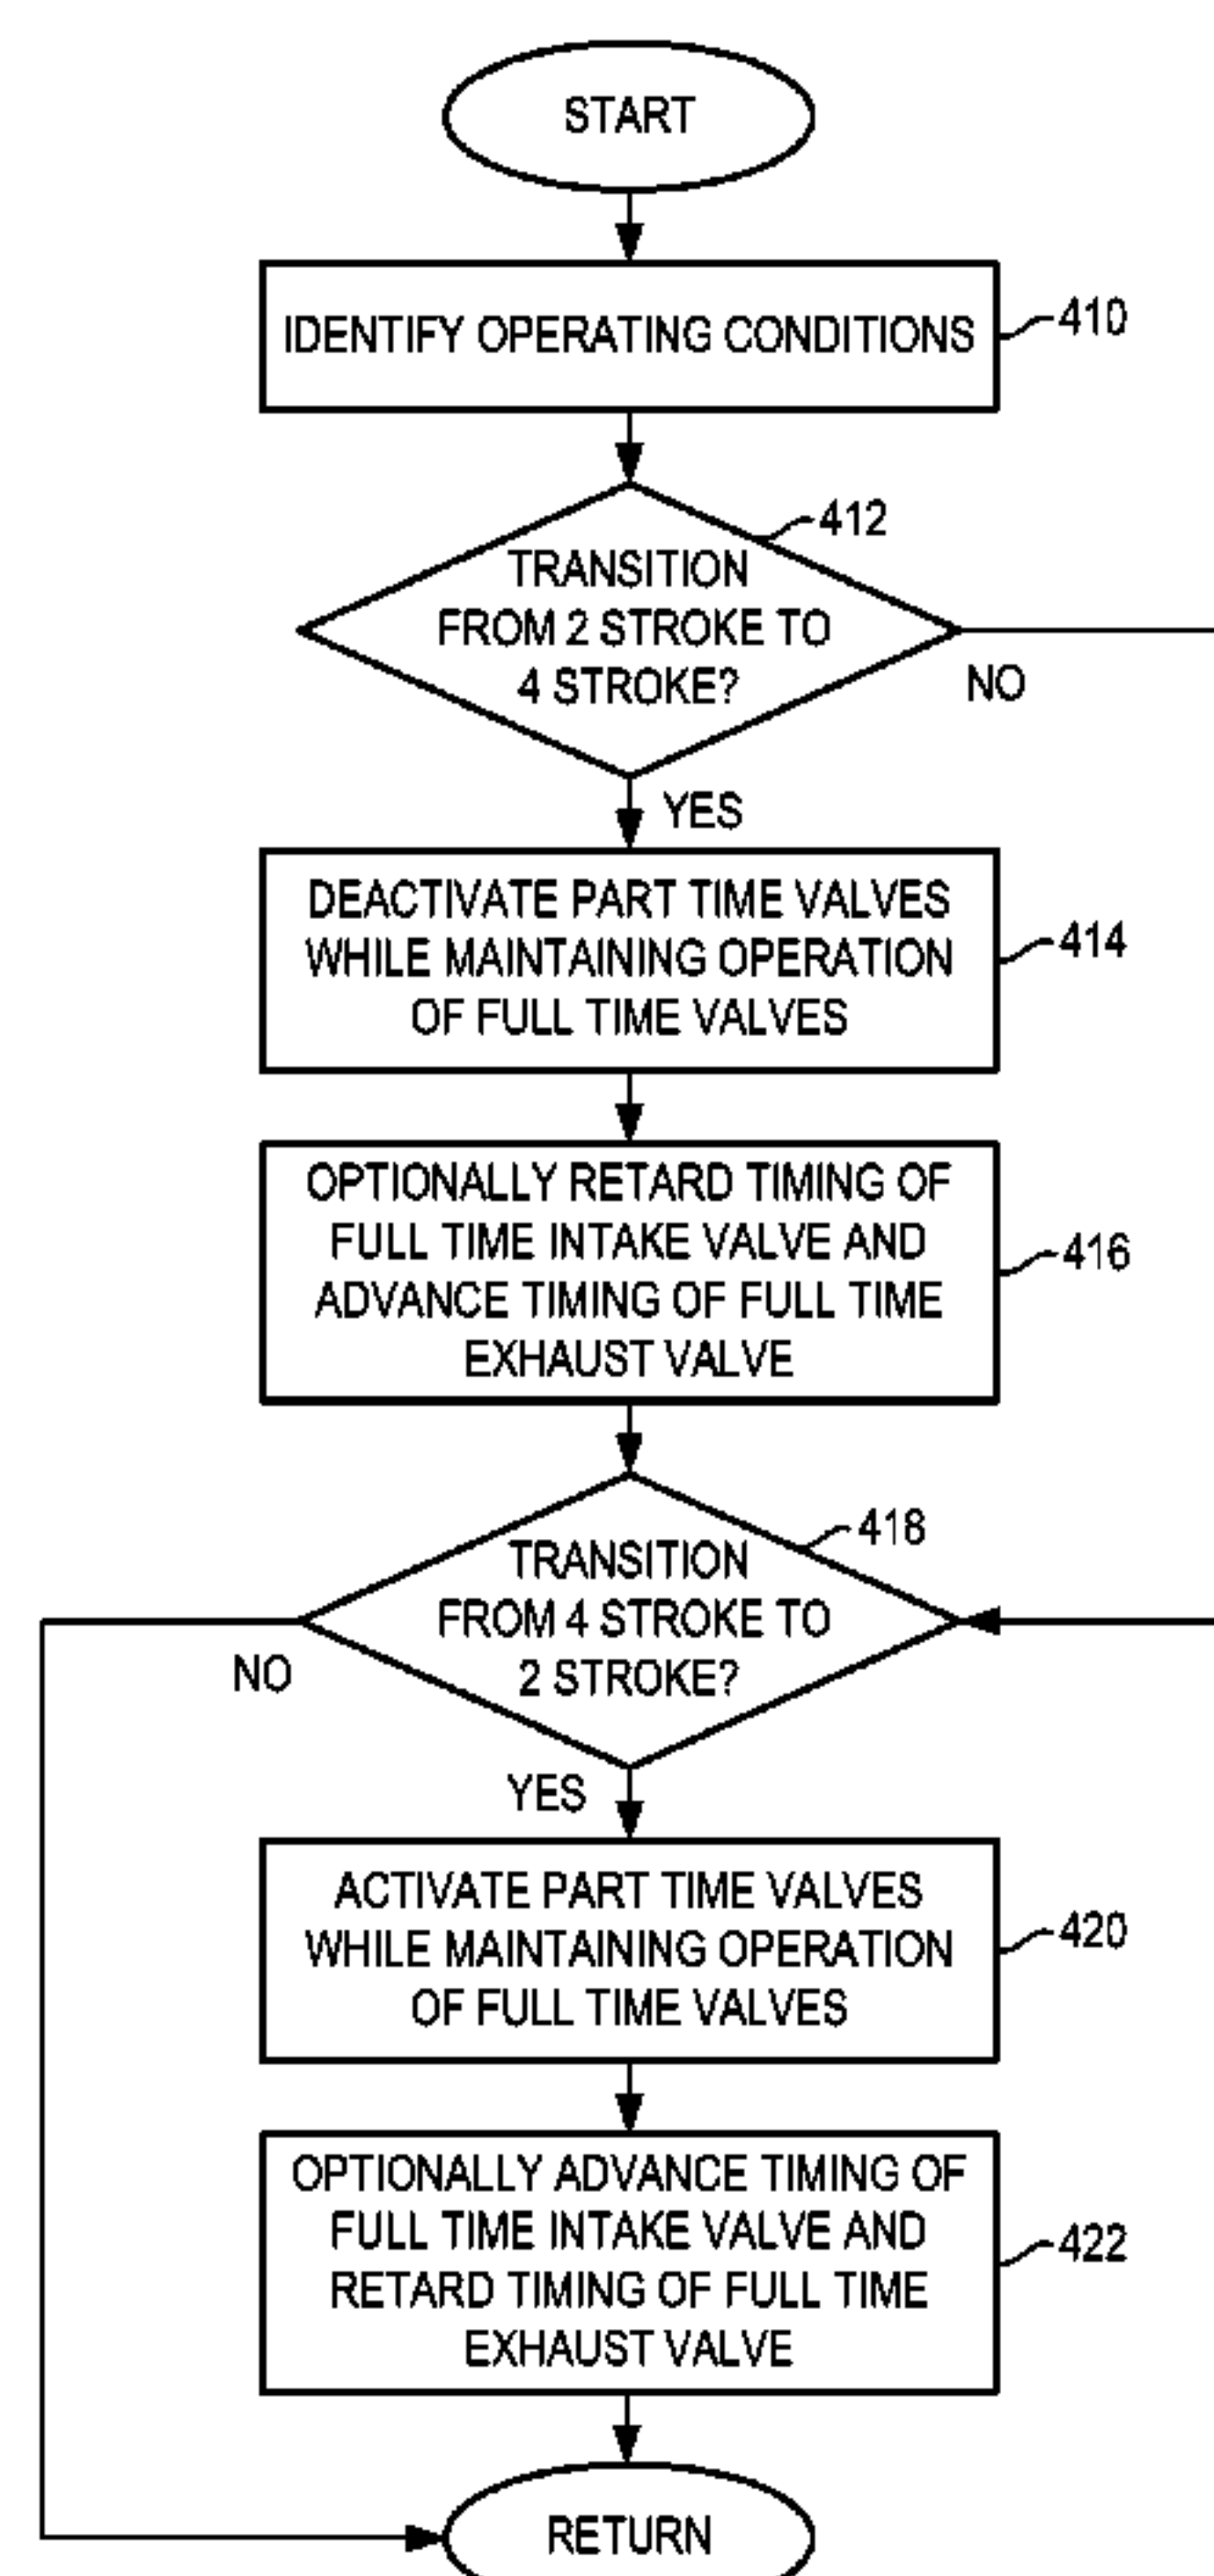 START
IDENTIFY OPERATING CONDITIONS
410
412
TRANSITION
FROM 2 STROKE TO
4 STROKE?
NO
YES
DEACTIVATE PART TIME VALVES
WHILE MAINTAINING OPERATION
OF FULL TIME VALVES
414
OPTIONALLY RETARD TIMING OF
FULL TIME INTAKE VALVE AND
ADVANCE TIMING OF FULL TIME
EXHAUST VALVE
416
418
TRANSITION
FROM 4 STROKE TO
2 STROKE?
NO
YES
ACTIVATE PART TIME VALVES
WHILE MAINTAINING OPERATION
OF FULL TIME VALVES
420
OPTIONALLY ADVANCE TIMING OF
FULL TIME INTAKE VALVE AND
RETARD TIMING OF FULL TIME
EXHAUST VALVE
422
RETURN